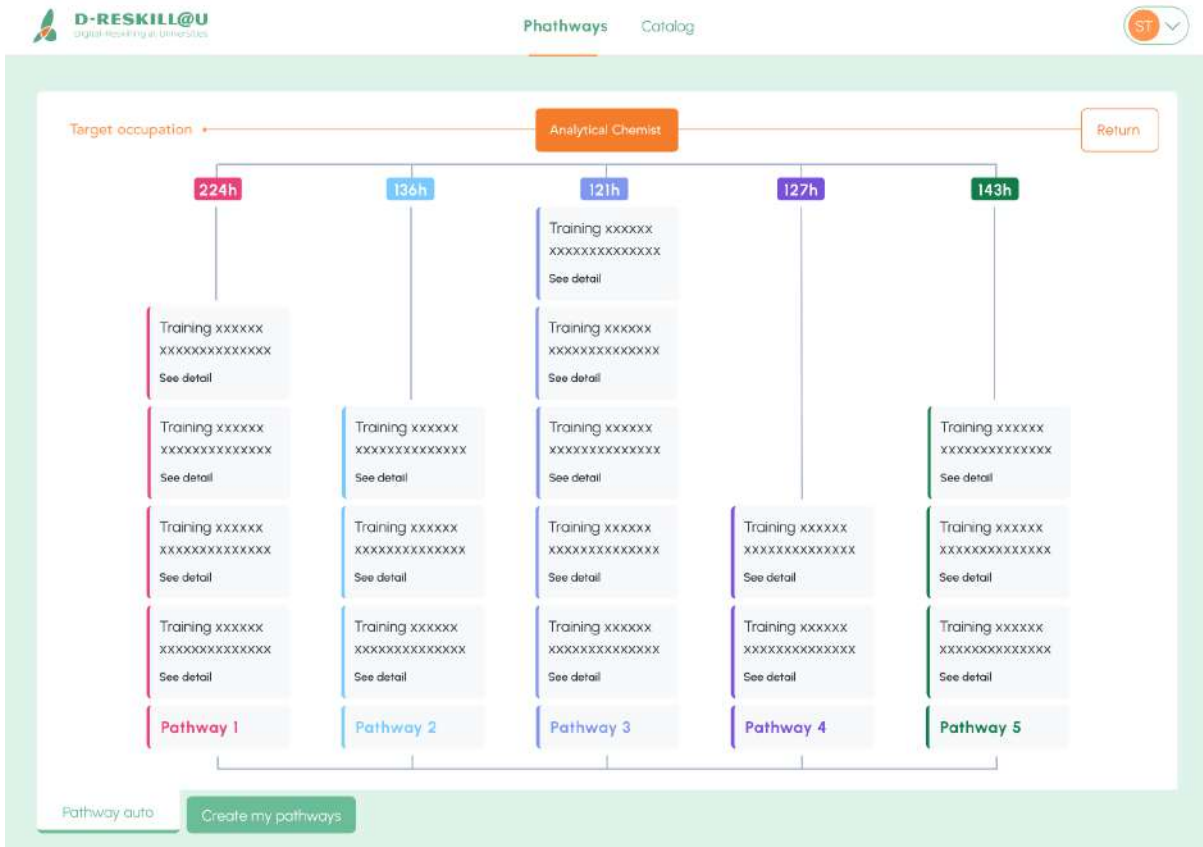 D-RESKILL@U
Digital Reskilling at Universities
Phathways
Catalog
ST
Target occupation
Analytical Chemist
Return
224h
136h
121h
127h
143h
Training xxxxxx
xxxxxxxxxxxxxx
See detail
Training xxxxxx
xxxxxxxxxxxxxx
See detail
Training xxxxxx
xxxxxxxxxxxxxx
See detail
Training xxxxxx
xxxxxxxxxxxxxx
See detail
Pathway 1
Training xxxxxx
xxxxxxxxxxxxxx
See detail
Training xxxxxx
xxxxxxxxxxxxxx
See detail
Training xxxxxx
xxxxxxxxxxxxxx
See detail
Pathway 2
Training xxxxxx
xxxxxxxxxxxxxx
See detail
Training xxxxxx
xxxxxxxxxxxxxx
See detail
Training xxxxxx
xxxxxxxxxxxxxx
See detail
Training xxxxxx
xxxxxxxxxxxxxx
See detail
Training xxxxxx
xxxxxxxxxxxxxx
See detail
Pathway 3
Training xxxxxx
xxxxxxxxxxxxxx
See detail
Training xxxxxx
xxxxxxxxxxxxxx
See detail
Pathway 4
Training xxxxxx
xxxxxxxxxxxxxx
See detail
Training xxxxxx
xxxxxxxxxxxxxx
See detail
Training xxxxxx
xxxxxxxxxxxxxx
See detail
Pathway 5
Pathway auto
Create my pathways